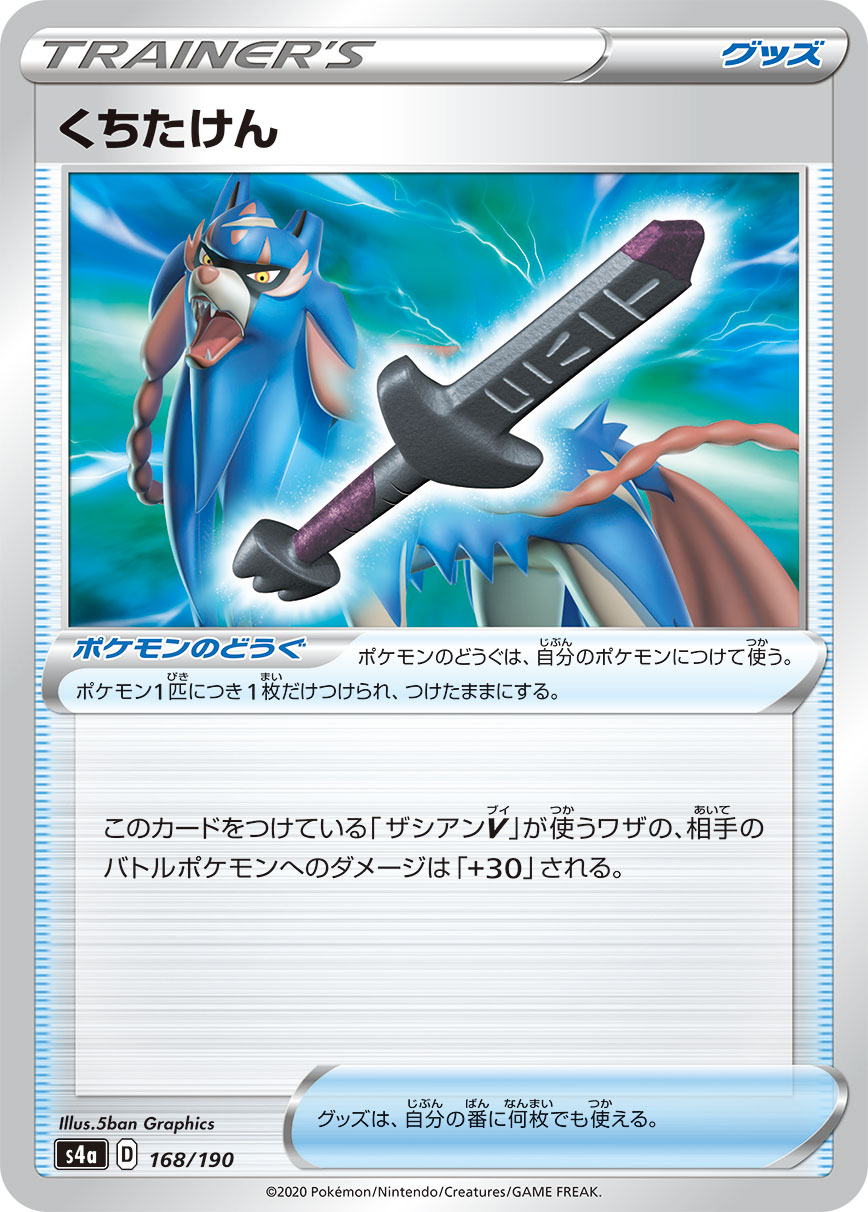 TRAINER'S
グッズ
くちたけん
ポケモンのどうぐ
ポケモンのどうぐは、自分のポケモンにつけて使う。
ポケモン1匹につき1枚だけつけられ、つけたままにする。
このカードをつけている「ザシアンV」が使うワザの、相手の
バトルポケモンへのダメージは「+30」される。
グッズは、自分の番に何枚でも使える。
Illus.5ban Graphics
s4a D 168/190
©2020 Pokémon/Nintendo/Creatures/GAME FREAK.